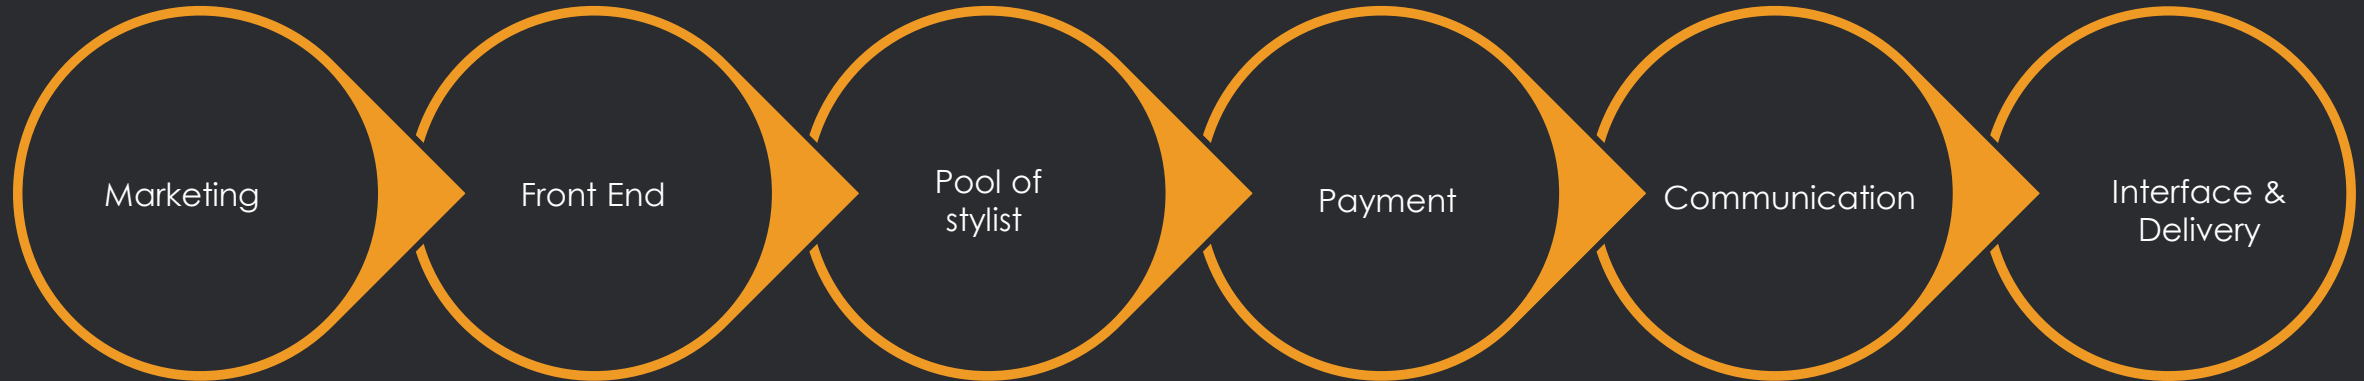 Marketing
Front End
Pool of
stylist
Payment
Communication
Interface &
Delivery